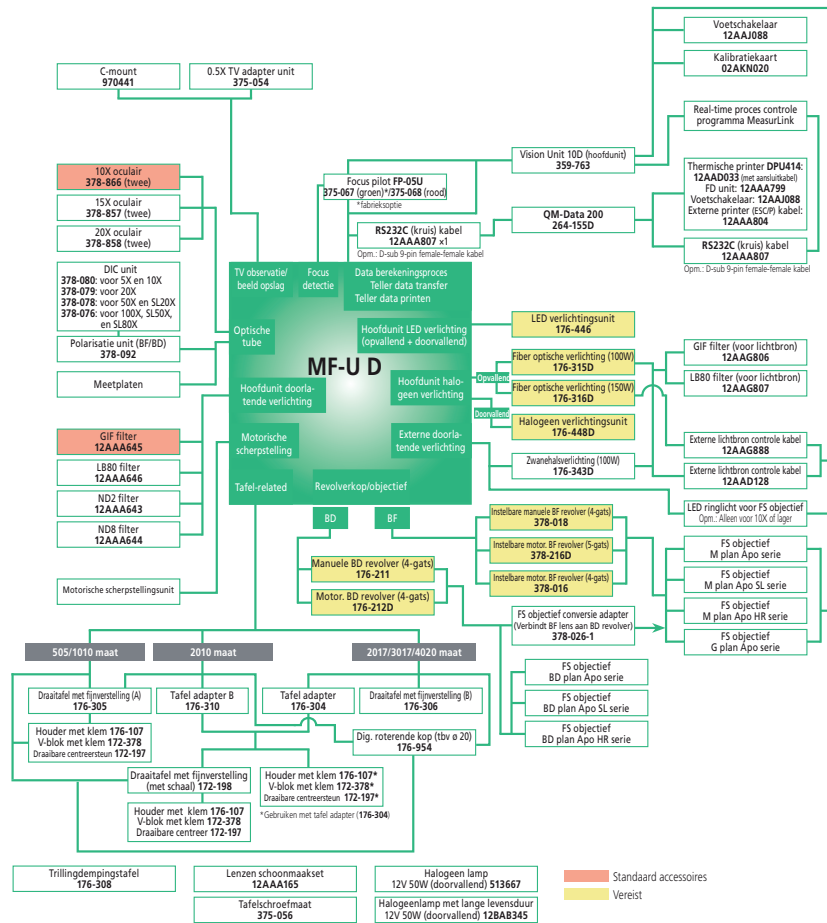 C-mount
970441
0.5X TV adapter unit
375-054
Voetschakelaar
12AAJ088
Kalibratiekaart
02AKN020
Real-time proces controle
programma MeasurLink
Vision Unit 10D (hoofdunit)
359-763
10X oculair
378-866 (twee)
15X oculair
378-857 (twee)
20X oculair
378-858 (twee)
Focus pilot FP-05U
375-067 (groen)*/375-068 (rood)
*fabrieksoptie
RS232C (kruis) kabel
12AAA807 ×1
Opm.: D-sub 9-pin female-female kabel
QM-Data 200
264-155D
Thermische printer DPU414:
12AAD033 (met aansluitkabel)
FD unit: 12AAA799
Voetschakelaar: 12AAJ088
Externe printer (ESC/P) kabel:
12AAA804
RS232C (kruis) kabel
12AAA807
Opm.: D-sub 9-pin female-female kabel
DIC unit
378-080: voor 5X en 10X
378-079: voor 20X
378-078: voor 50X en SL20X
378-076: voor 100X, SL50X,
en SL80X
Polarisatie unit (BF/BD)
378-092
Meetplaten
TV observatie/
beeld opslag
Focus
detectie
Data berekeningsproces
Teller data transfer
Teller data printen
Optische
tube
Hoofdunit LED verlichting
(opvallend + doorvallend)
MF-U D
Hoofdunit doorla-
tende verlichting
Hoofdunit halo-
geen verlichting
Motorische
scherpstelling
Externe doorla-
tende verlichting
Tafel-related
Revolverkop/objectief
BD
BF
Opvallend
Doorvallend
LED verlichtingsunit
176-446
Fiber optische verlichting (100W)
176-315D
Fiber optische verlichting (150W)
176-316D
Halogeen verlichtingsunit
176-448D
Zwanehalsverlichting (100W)
176-343D
GIF filter (voor lichtbron)
12AAG806
LB80 filter (voor lichtbron)
12AAG807
Externe lichtbron controle kabel
12AAG888
Externe lichtbron controle kabel
12AAD128
LED ringlicht voor FS objectief
Opm.: Alleen voor 10X of lager
GIF filter
12AAA645
LB80 filter
12AAA646
ND2 filter
12AAA643
ND8 filter
12AAA644
Motorische scherpstellingsunit
Manuele BD revolver (4-gats)
176-211
Motor. BD revolver (4-gats)
176-212D
Instelbare manuele BF revolver (4-gats)
378-018
Instelbare motor. BF revolver (5-gats)
378-216D
Instelbare motor. BF revolver (4-gats)
378-016
FS objectief conversie adapter
(Verbindt BF lens aan BD revolver)
378-026-1
FS objectief
M plan Apo serie
FS objectief
M plan Apo SL serie
FS objectief
M plan Apo HR serie
FS objectief
G plan Apo serie
FS objectief
BD plan Apo serie
FS objectief
BD plan Apo SL serie
FS objectief
BD plan Apo HR serie
505/1010 maat
2010 maat
2017/3017/4020 maat
Draaitafel met fijnverstelling (A)
176-305
Tafel adapter B
176-310
Tafel adapter
176-304
Draaitafel met fijnverstelling (B)
176-306
Houder met klem 176-107
V-blok met klem 172-378
Draaibare centreersteun 172-197
Dig. roterende kop (tbv ø 20)
176-954
Draaitafel met fijnverstelling
(met schaal) 172-198
Houder met klem 176-107*
V-blok met klem 172-378*
Draaibare centreersteun 172-197*
*Gebruiken met tafel adapter (176-304)
Houder met klem 176-107
V-blok met klem 172-378
Draaibare centreer 172-197
Trillingdempingstafel
176-308
Lenzen schoonmaakset
12AAA165
Tafelschroefmaat
375-056
Halogeen lamp
12V 50W (doorvallend) 513667
Halogeenlamp met lange levensduur
12V 50W (doorvallend) 12BAB345
Standaard accessoires
Vereist